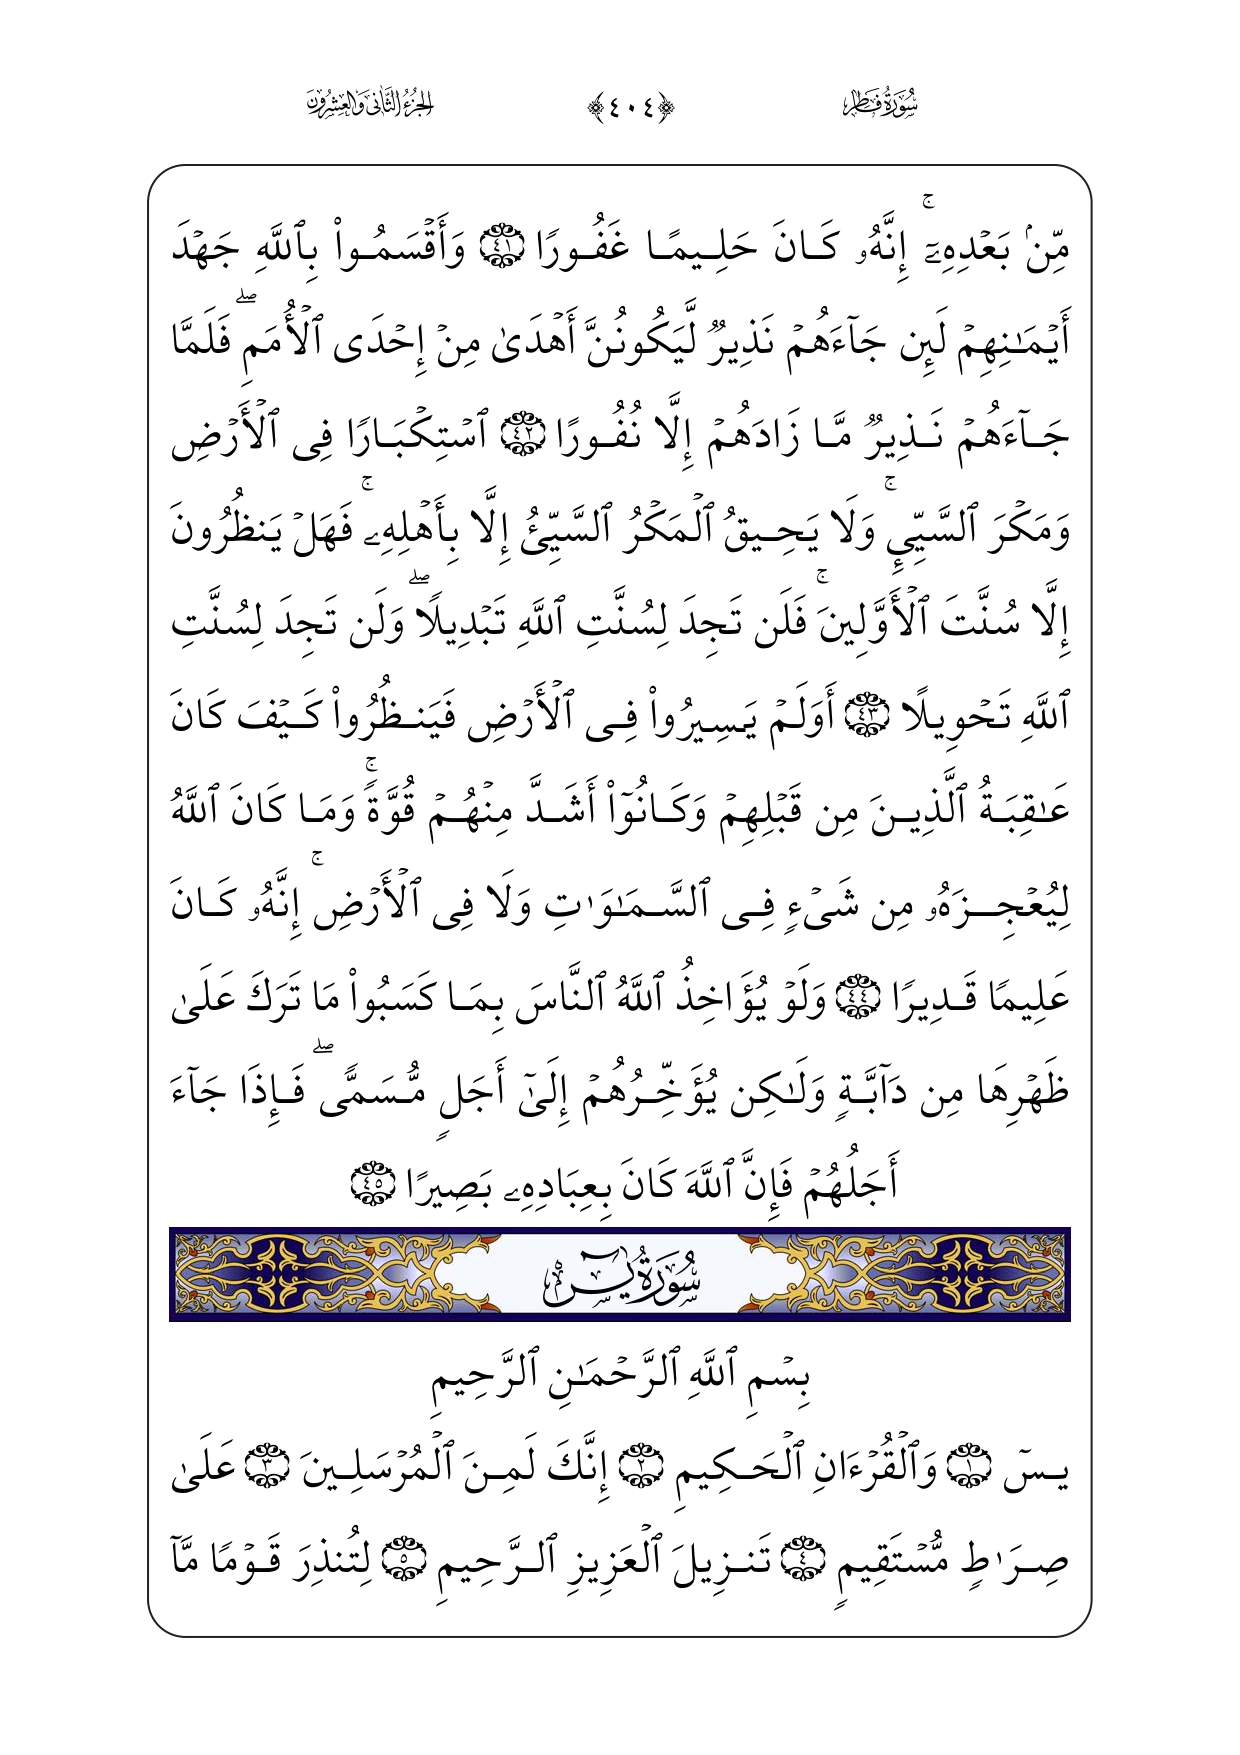 سُورَةُ فَاطِر ﴿٤٠٤﴾ الجُزْءُ الثَّانِي وَالعِشْرُونَ
مِّنۢ بَعۡدِهِۦٓۚ إِنَّهُۥ كَانَ حَلِيمًا غَفُورًا ٤١ وَأَقۡسَمُواْ بِٱللَّهِ جَهۡدَ
أَيۡمَٰنِهِمۡ لَئِن جَآءَهُمۡ نَذِيرٞ لَّيَكُونُنَّ أَهۡدَىٰ مِنۡ إِحۡدَى ٱلۡأُمَمِۖ فَلَمَّا
جَآءَهُمۡ نَذِيرٞ مَّا زَادَهُمۡ إِلَّا نُفُورًا ٤٢ ٱسۡتِكۡبَارًا فِي ٱلۡأَرۡضِ
وَمَكۡرَ ٱلسَّيِّيِٕۚ وَلَا يَحِيقُ ٱلۡمَكۡرُ ٱلسَّيِّئُ إِلَّا بِأَهۡلِهِۦۚ فَهَلۡ يَنظُرُونَ
إِلَّا سُنَّتَ ٱلۡأَوَّلِينَۚ فَلَن تَجِدَ لِسُنَّتِ ٱللَّهِ تَبۡدِيلٗاۖ وَلَن تَجِدَ لِسُنَّتِ
ٱللَّهِ تَحۡوِيلًا ٤٣ أَوَلَمۡ يَسِيرُواْ فِي ٱلۡأَرۡضِ فَيَنظُرُواْ كَيۡفَ كَانَ
عَٰقِبَةُ ٱلَّذِينَ مِن قَبۡلِهِمۡ وَكَانُوٓاْ أَشَدَّ مِنۡهُمۡ قُوَّةٗۚ وَمَا كَانَ ٱللَّهُ
لِيُعۡجِزَهُۥ مِن شَيۡءٖ فِي ٱلسَّمَٰوَٰتِ وَلَا فِي ٱلۡأَرۡضِۚ إِنَّهُۥ كَانَ
عَلِيمٗا قَدِيرٗا ٤٤ وَلَوۡ يُؤَاخِذُ ٱللَّهُ ٱلنَّاسَ بِمَا كَسَبُواْ مَا تَرَكَ عَلَىٰ
ظَهۡرِهَا مِن دَآبَّةٖ وَلَٰكِن يُؤَخِّرُهُمۡ إِلَىٰٓ أَجَلٖ مُّسَمّٗىۖ فَإِذَا جَآءَ
أَجَلُهُمۡ فَإِنَّ ٱللَّهَ كَانَ بِعِبَادِهِۦ بَصِيرًا ٤٥
سُورَةُ يسٓ
بِسۡمِ ٱللَّهِ ٱلرَّحۡمَٰنِ ٱلرَّحِيمِ
يسٓ ١ وَٱلۡقُرۡءَانِ ٱلۡحَكِيمِ ٢ إِنَّكَ لَمِنَ ٱلۡمُرۡسَلِينَ ٣ عَلَىٰ
صِرَٰطٖ مُّسۡتَقِيمٖ ٤ تَنزِيلَ ٱلۡعَزِيزِ ٱلرَّحِيمِ ٥ لِتُنذِرَ قَوۡمٗا مَّآ